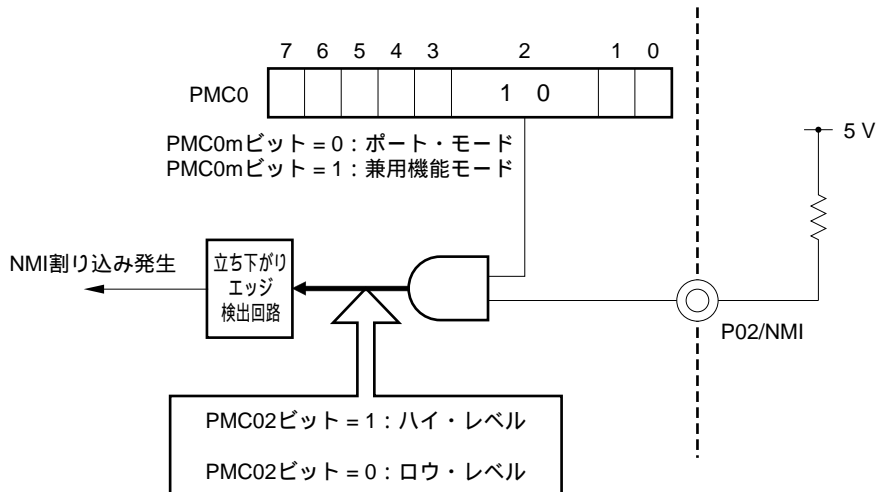 7 6 5 4 3 2 1 0
PMC0 1 0
PMC0mビット = 0 : ポート・モード
PMC0mビット = 1 : 兼用機能モード
5 V
NMI割り込み発生
立ち下がり
エッジ
検出回路
P02/NMI
PMC02ビット = 1 : ハイ・レベル
PMC02ビット = 0 : ロウ・レベル